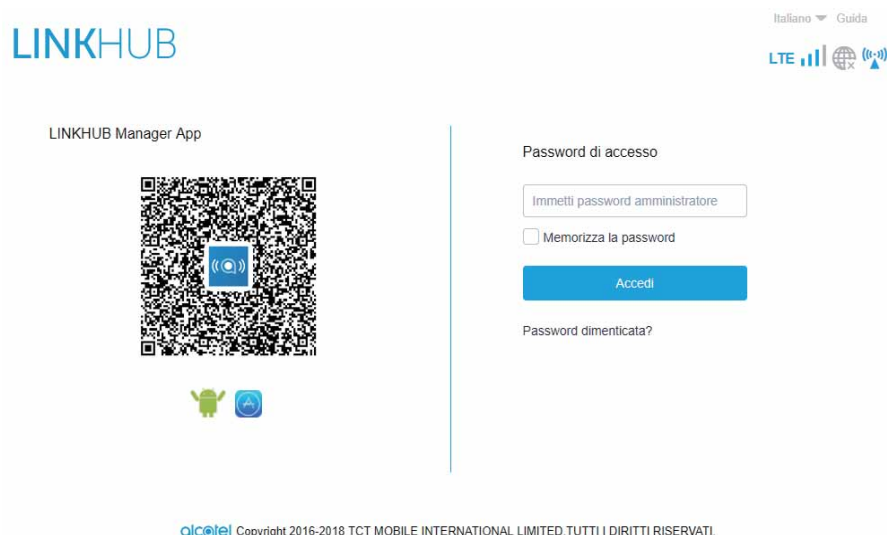 Italiano Guida
LINKHUB
LTE
LINKHUB Manager App
Password di accesso
Immetti password amministratore
Memorizza la password
Accedi
Password dimenticata?
alcatel Copyright 2016-2018 TCT MOBILE INTERNATIONAL LIMITED.TUTTI I DIRITTI RISERVATI.